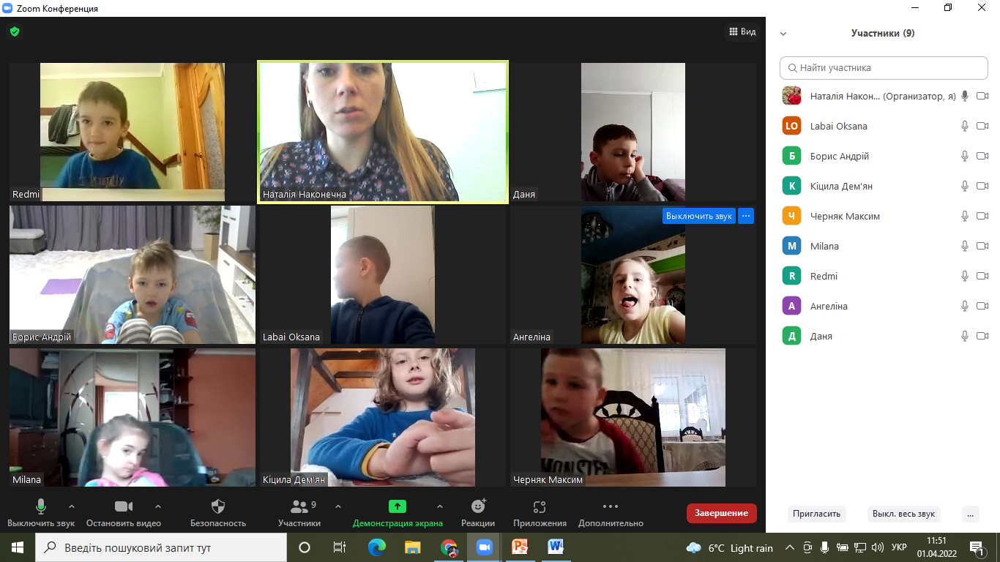 Zoom Конференция
Вид
Redmi
Наталія Наконечна
Даня
Выключить звук
...
Борис Андрій
Labai Oksana
Ангеліна
Milana
Кіцила Дем'ян
Черняк Максим
Выключить звук
Остановить видео
Безопасность
Участники
9
Демонстрация экрана
Реакции
Приложения
Дополнительно
Завершение
Участники (9)
Найти участника
Наталія Након... (Организатор, я)
LO Labai Oksana
Б Борис Андрій
К Кіцила Дем'ян
Ч Черняк Максим
M Milana
R Redmi
А Ангеліна
Д Даня
Пригласить
Выкл. весь звук
...
Введіть пошуковий запит тут
6°C Light rain
УКР
11:51
01.04.2022
1